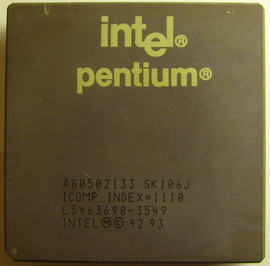 intel®
pentium®
A80502133 SK106J
ICOMP INDEX=1110
L5463698-3549
INTEL Ⓜ © '92 '93